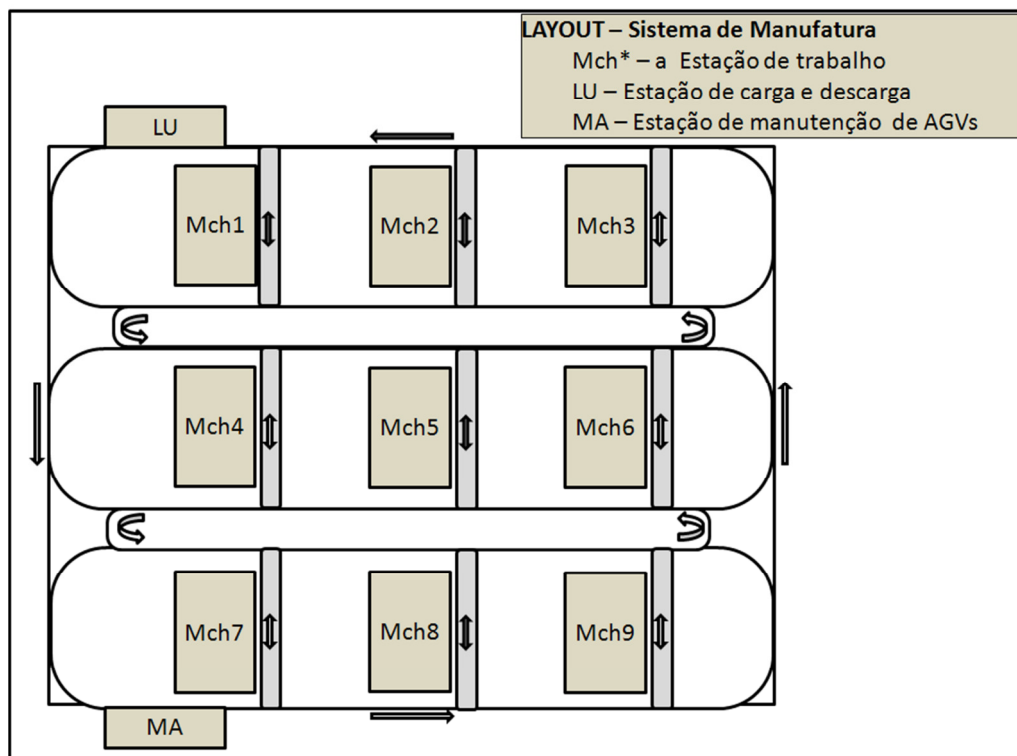 LAYOUT – Sistema de Manufatura
Mch* – a Estação de trabalho
LU – Estação de carga e descarga
MA – Estação de manutenção de AGVs
LU
Mch1
Mch2
Mch3
Mch4
Mch5
Mch6
Mch7
Mch8
Mch9
MA